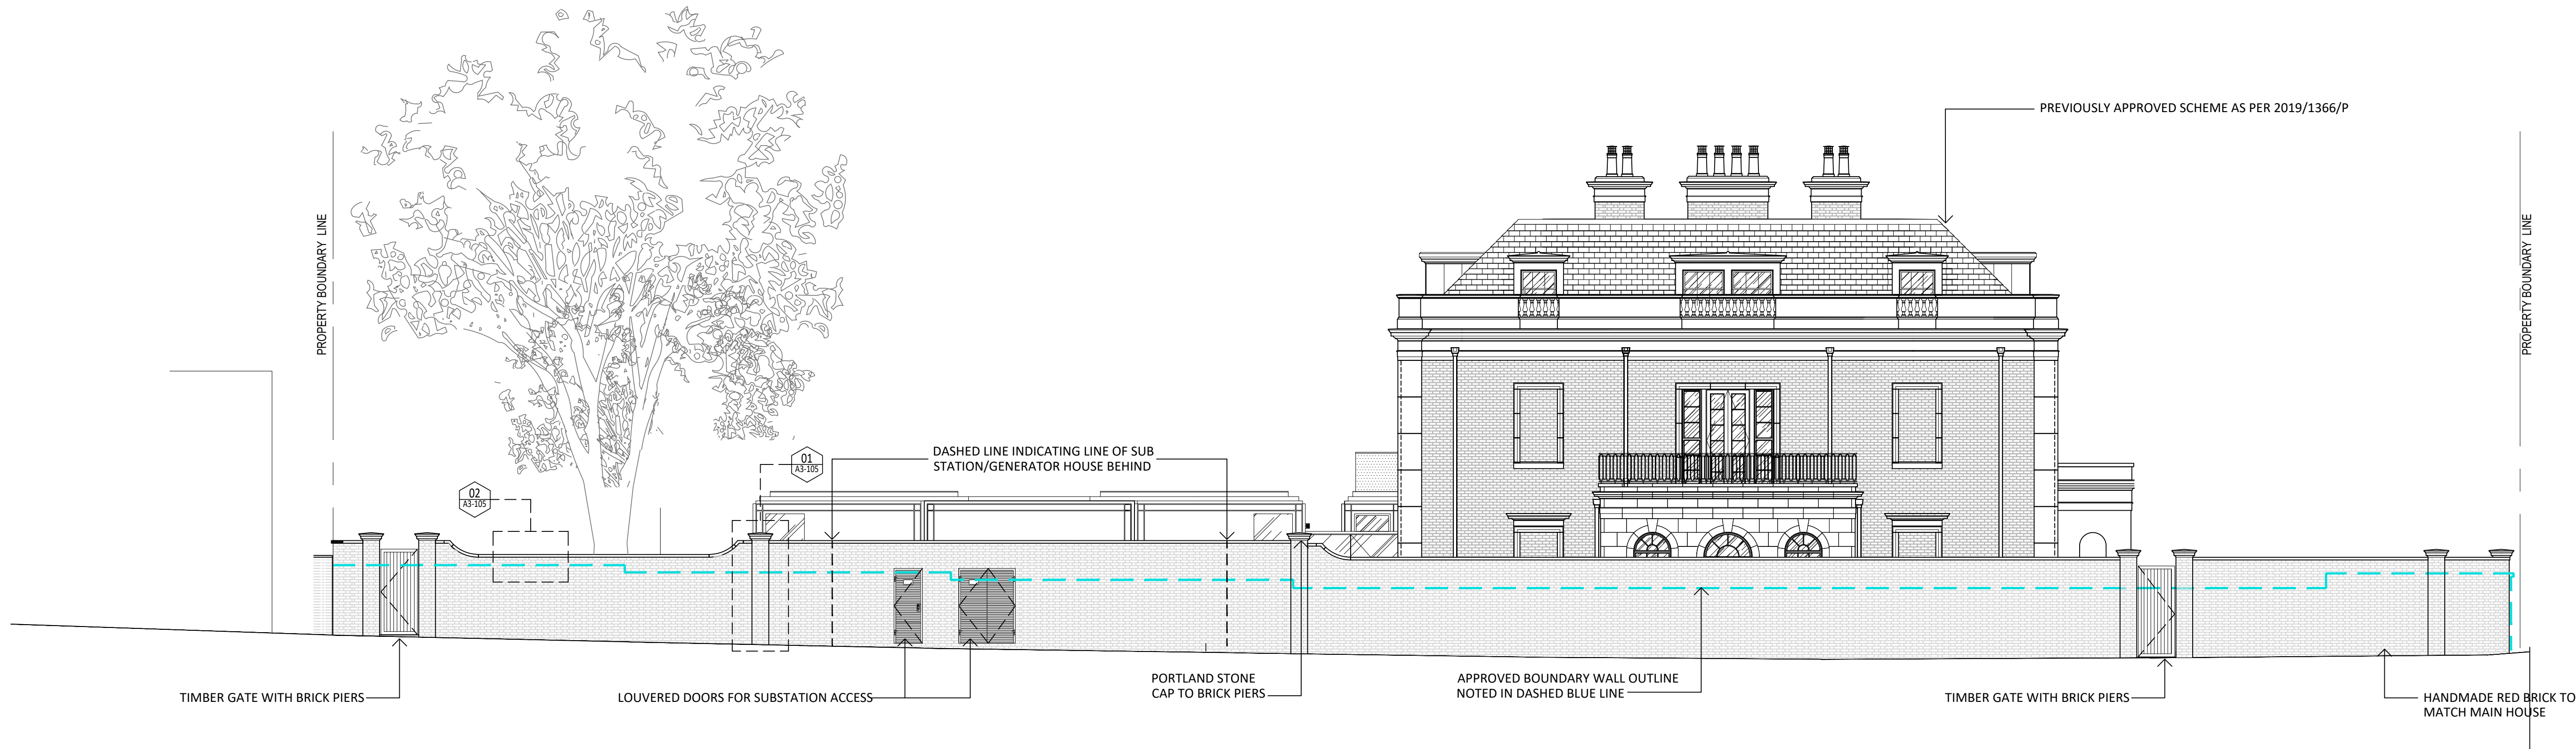 PREVIOUSLY APPROVED SCHEME AS PER 2019/1366/P
PROPERTY BOUNDARY LINE
PROPERTY BOUNDARY LINE
01
A3-105
DASHED LINE INDICATING LINE OF SUB
STATION/GENERATOR HOUSE BEHIND
02
A3-105
TIMBER GATE WITH BRICK PIERS
LOUVERED DOORS FOR SUBSTATION ACCESS
PORTLAND STONE
CAP TO BRICK PIERS
APPROVED BOUNDARY WALL OUTLINE
NOTED IN DASHED BLUE LINE
TIMBER GATE WITH BRICK PIERS
HANDMADE RED BRICK TO
MATCH MAIN HOUSE